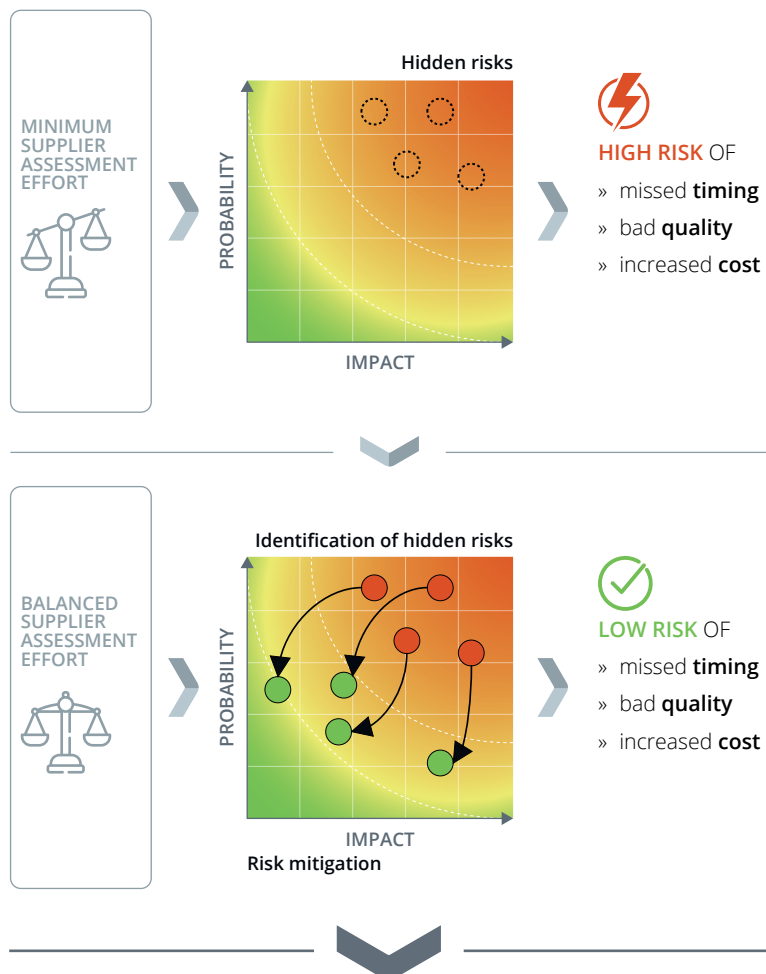 MINIMUM
SUPPLIER
ASSESSMENT
EFFORT
Hidden risks
PROBABILITY
IMPACT
HIGH RISK OF
» missed timing
» bad quality
» increased cost
BALANCED
SUPPLIER
ASSESSMENT
EFFORT
Identification of hidden risks
PROBABILITY
IMPACT
Risk mitigation
LOW RISK OF
» missed timing
» bad quality
» increased cost